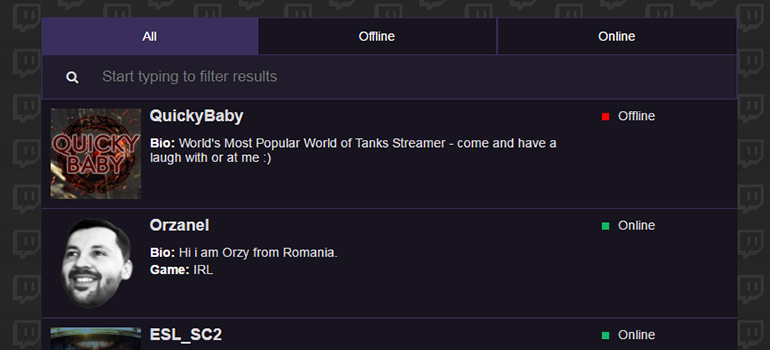 All
Offline
Online
Start typing to filter results
QUICKY
BABY
QuickyBaby
Offline
Bio: World's Most Popular World of Tanks Streamer - come and have a
laugh with or at me :)
Orzanel
Online
Bio: Hi i am Orzy from Romania.
Game: IRL
ESL_SC2
Online